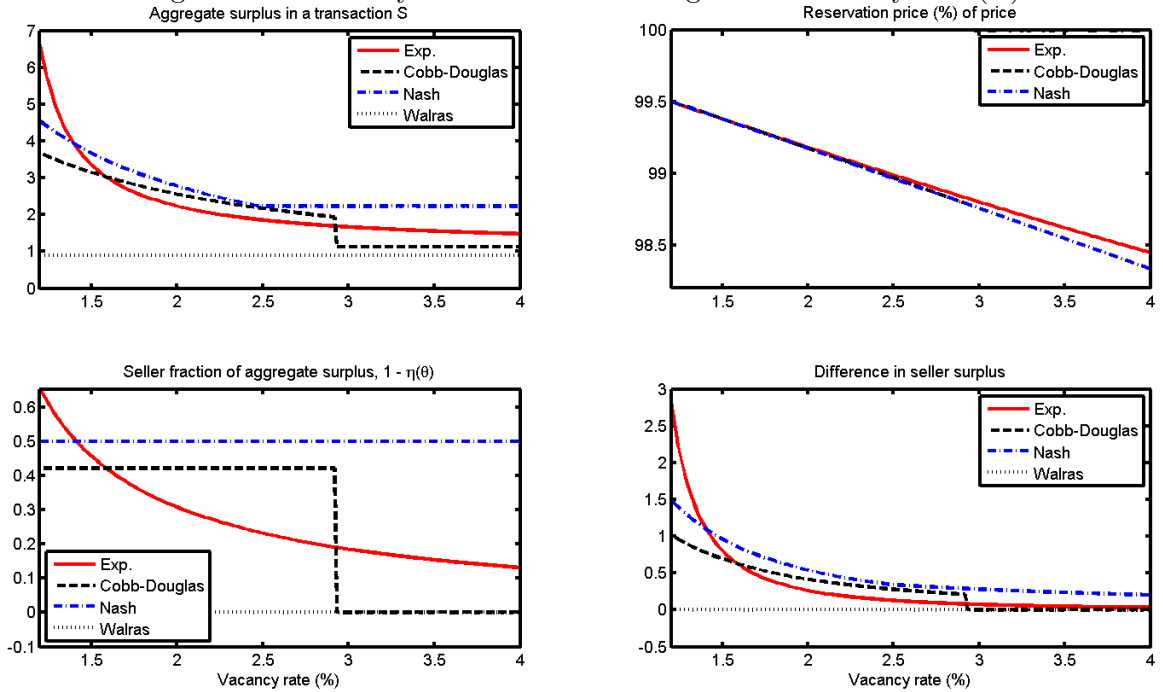 Aggregate surplus in a transaction S
7
6
5
4
3
2
1
0
1.5
2
2.5
3
3.5
4
Exp.
Cobb-Douglas
Nash
Walras
Reservation price (%) of price
100
99.5
99
98.5
1.5
2
2.5
3
3.5
4
Exp.
Cobb-Douglas
Nash
Seller fraction of aggregate surplus, 1 - η(θ)
0.6
0.5
0.4
0.3
0.2
0.1
0
-0.1
1.5
2
2.5
3
3.5
4
Exp.
Cobb-Douglas
Nash
Walras
Vacancy rate (%)
Difference in seller surplus
3
2.5
2
1.5
1
0.5
0
-0.5
1.5
2
2.5
3
3.5
4
Exp.
Cobb-Douglas
Nash
Walras
Vacancy rate (%)